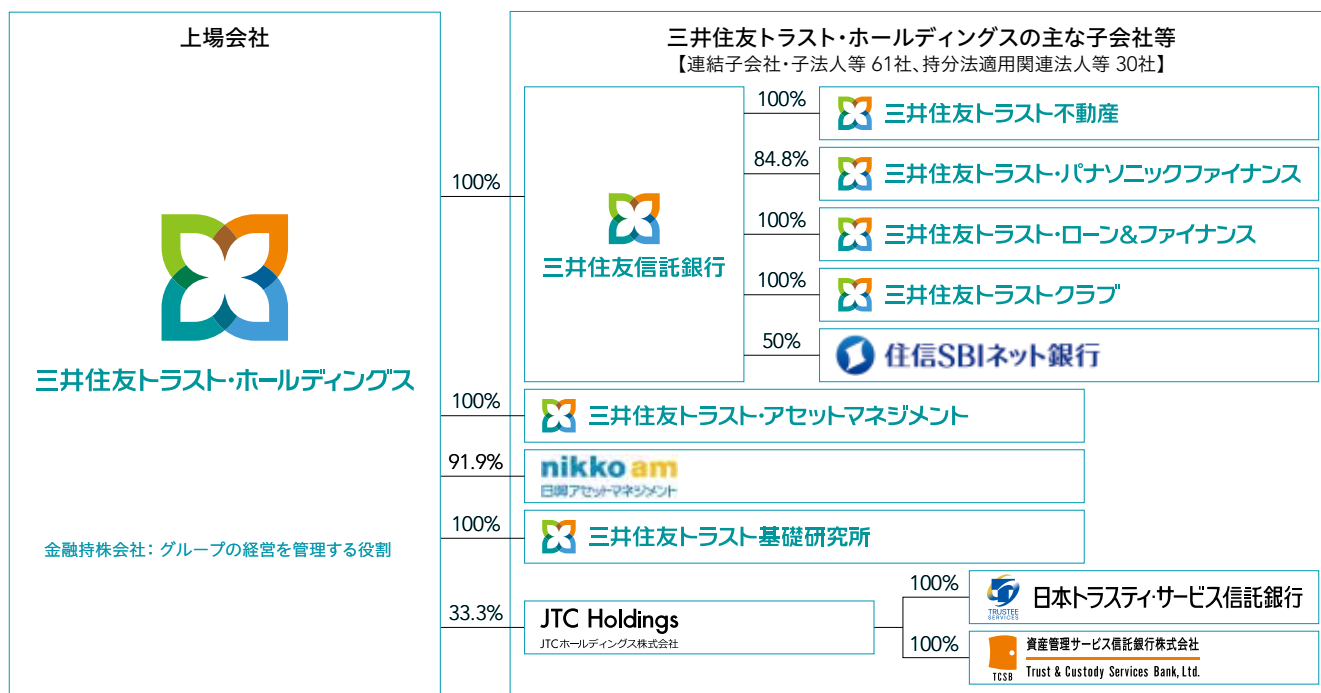 上場会社
三井住友トラスト・ホールディングス
金融持株会社：グループの経営を管理する役割
三井住友トラスト・ホールディングスの主な子会社等
【連結子会社・子法人等 61社、持分法適用関連法人等 30社】
100%
三井住友信託銀行
100%
三井住友トラスト不動産
84.8%
三井住友トラスト・パナソニックファイナンス
100%
三井住友トラスト・ローン&ファイナンス
100%
三井住友トラストクラブ
50%
住信SBIネット銀行
100%
三井住友トラスト・アセットマネジメント
91.9%
nikko am
日興アセットマネジメント
100%
三井住友トラスト基礎研究所
33.3%
JTC Holdings
JTCホールディングス株式会社
100%
TRUSTEE
SERVICES
日本トラスティ・サービス信託銀行
100%
TCSB
資産管理サービス信託銀行株式会社
Trust & Custody Services Bank, Ltd.